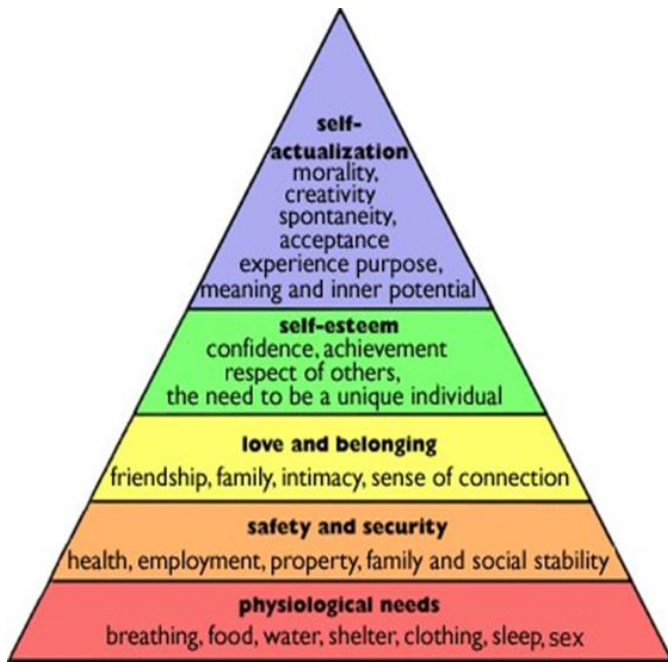 self-
actualization
morality,
creativity
spontaneity,
acceptance
experience purpose,
meaning and inner potential
self-esteem
confidence, achievement
respect of others,
the need to be a unique individual
love and belonging
friendship, family, intimacy, sense of connection
safety and security
health, employment, property, family and social stability
physiological needs
breathing, food, water, shelter, clothing, sleep, sex